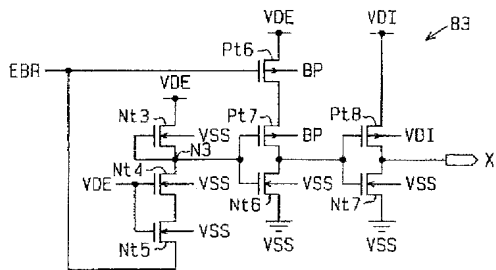 VDE
VDI
83
Pt6
EBR
BP
VDE
Nt3
Pt7
Pt8
VSS
BP
VDI
N3
Nt4
X
VDE
VSS
VSS
VSS
Nt6
Nt7
VSS
Nt5
VSS
VSS